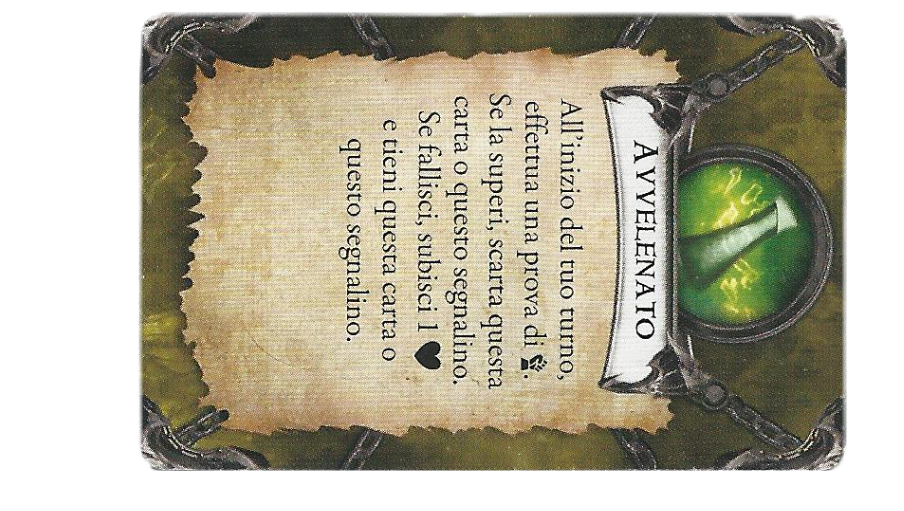 AVVELENATO
All'inizio del tuo turno,
effettua una prova di .
Se la superi, scarta questa
carta o questo segnalino.
Se fallisci, subisci 1 ♥
e tieni questa carta o
questo segnalino.